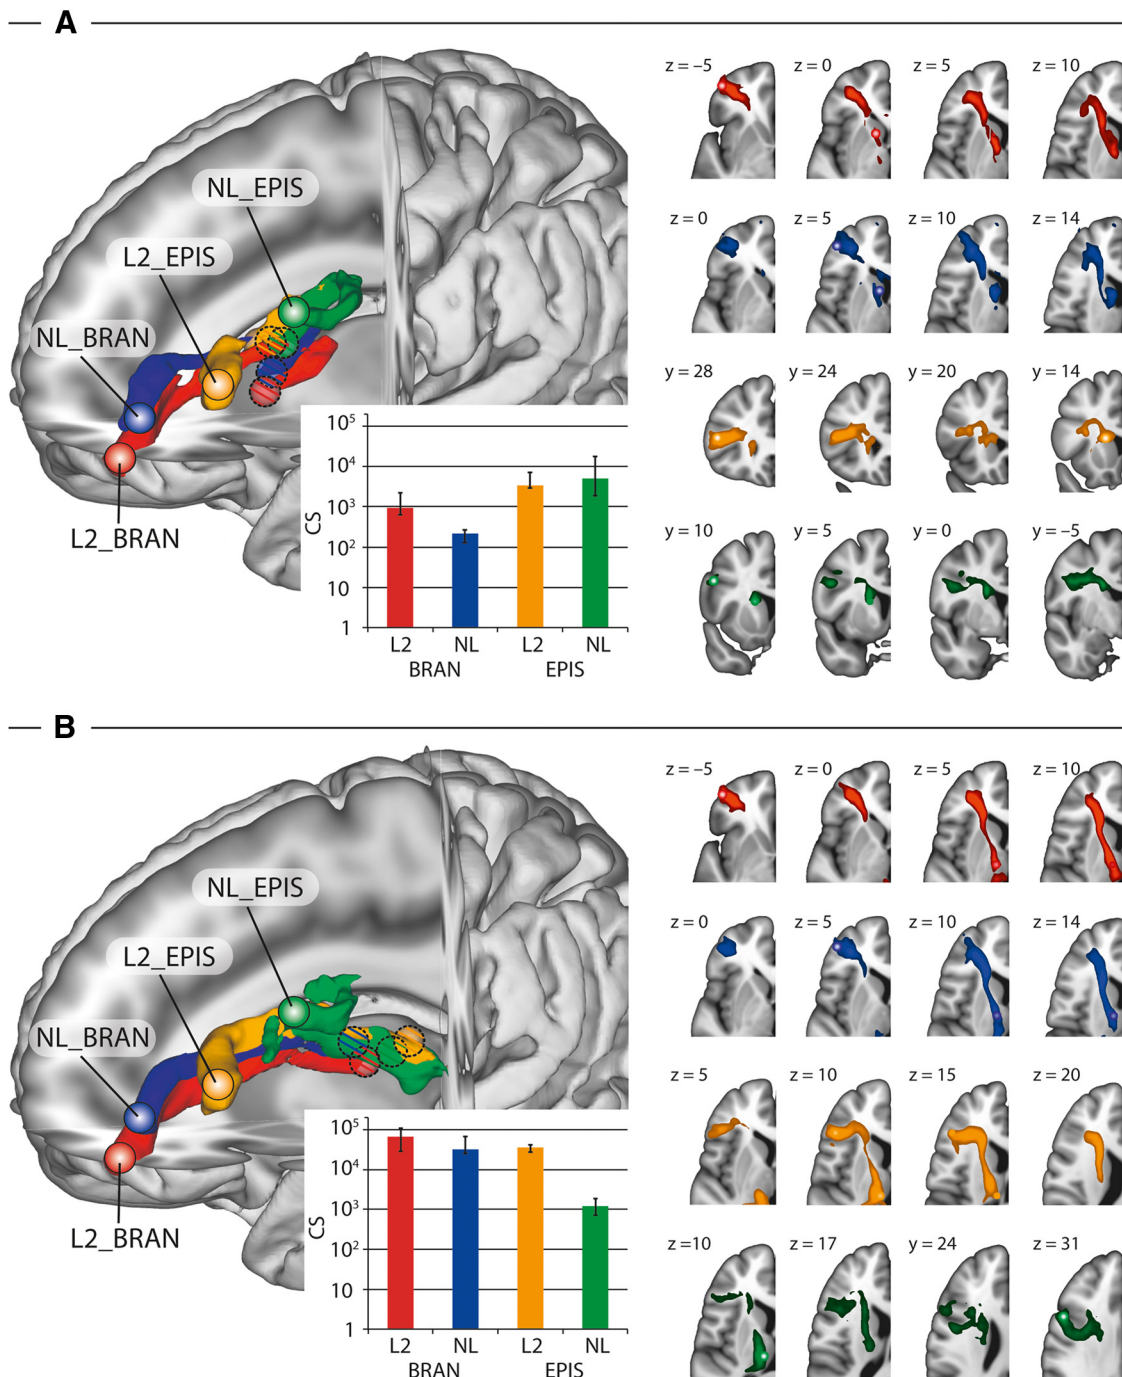 A
NL_EPIS
L2_EPIS
NL_BRAN
L2_BRAN
10⁵
10⁴
10³
10²
10
1
CS
L2 NL L2 NL
BRAN EPIS
z = –5 z = 0 z = 5 z = 10
z = 0 z = 5 z = 10 z = 14
y = 28 y = 24 y = 20 y = 14
y = 10 y = 5 y = 0 y = –5
B
NL_EPIS
L2_EPIS
NL_BRAN
L2_BRAN
10⁵
10⁴
10³
10²
10
1
CS
L2 NL L2 NL
BRAN EPIS
z = –5 z = 0 z = 5 z = 10
z = 0 z = 5 z = 10 z = 14
z = 5 z = 10 z = 15 z = 20
z =10 z = 17 y = 24 z = 31